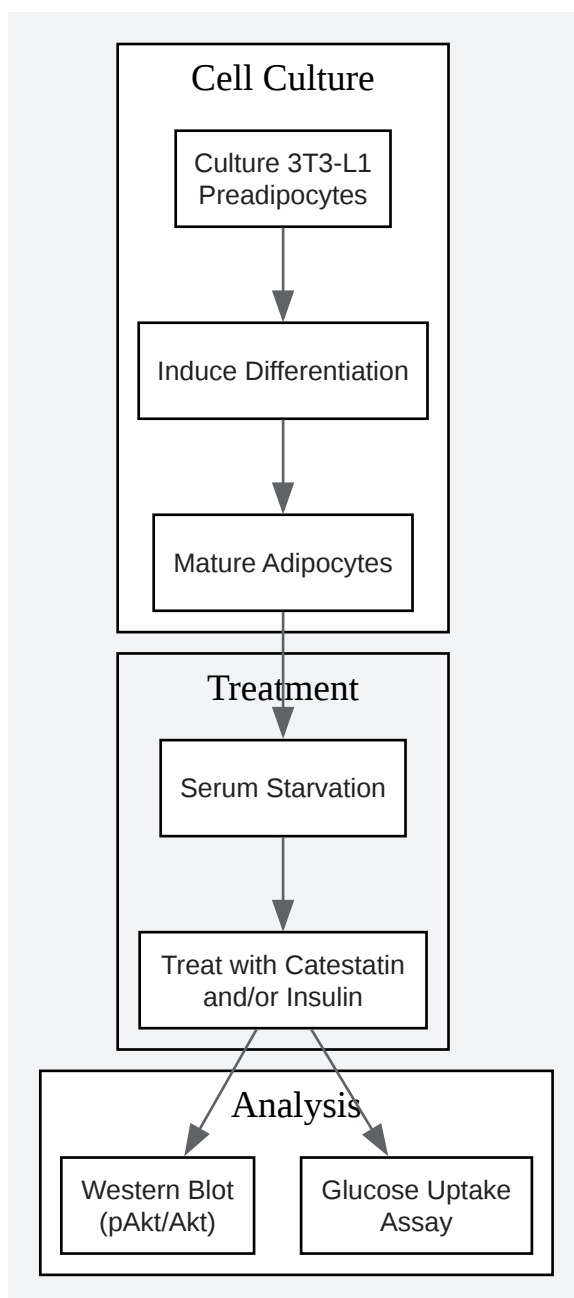 Cell Culture
Culture 3T3-L1
Preadipocytes
Induce Differentiation
Mature Adipocytes
Treatment
Serum Starvation
Treat with Catestatin
and/or Insulin
Analysis
Western Blot
(pAkt/Akt)
Glucose Uptake
Assay